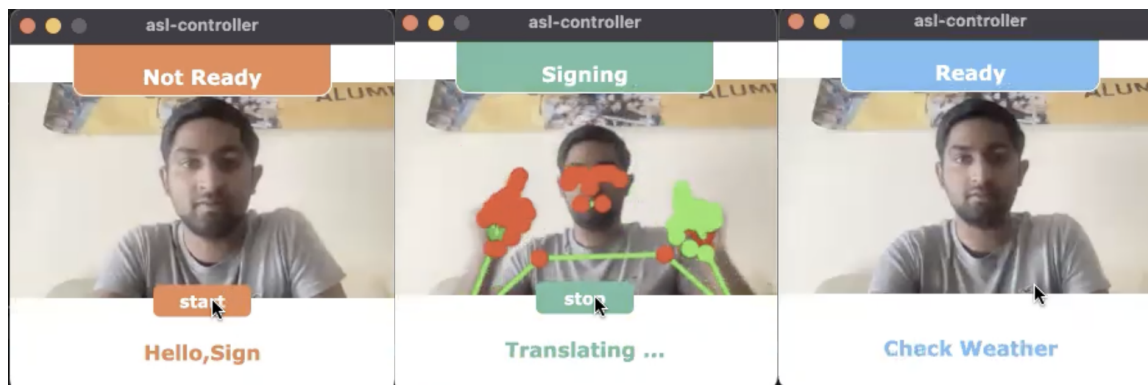 asl-controller
Not Ready
start
Hello,Sign
asl-controller
Signing
stop
Translating ...
asl-controller
Ready
Check Weather